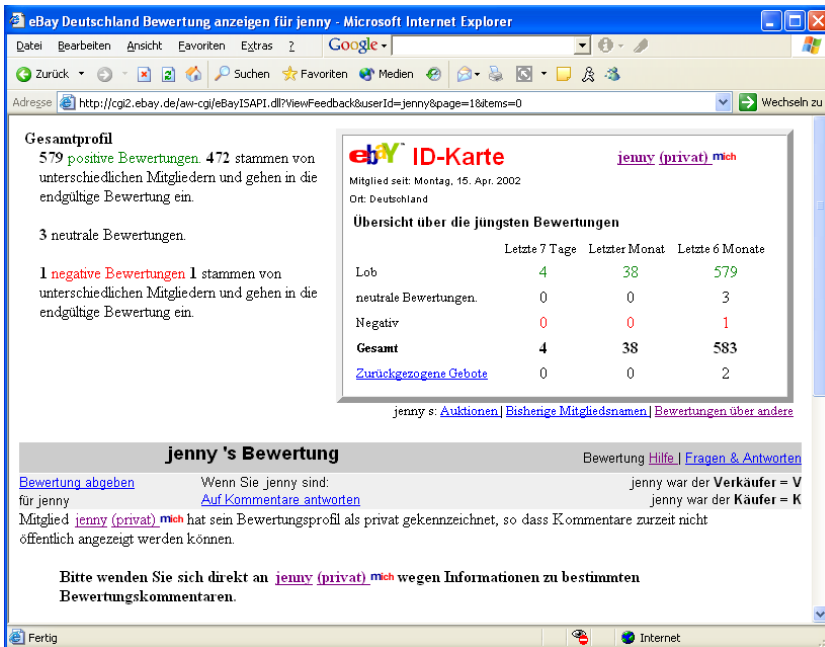 eBay Deutschland Bewertung anzeigen für jenny - Microsoft Internet Explorer
Datei Bearbeiten Ansicht Favoriten Extras ? Google
Zurück Suchen Favoriten Medien
Adresse http://cgi2.ebay.de/aw-cgi/eBayISAPI.dll?ViewFeedback&userId=jenny&page=1&items=0 Wechseln zu
Gesamtprofil
579 positive Bewertungen. 472 stammen von
unterschiedlichen Mitgliedern und gehen in die
endgültige Bewertung ein.
3 neutrale Bewertungen.
1 negative Bewertungen 1 stammen von
unterschiedlichen Mitgliedern und gehen in die
endgültige Bewertung ein.
ebY ID-Karte jenny (privat) mich
Mitglied seit: Montag, 15. Apr. 2002
Ort: Deutschland
Übersicht über die jüngsten Bewertungen
Letzte 7 Tage Letzter Monat Letzte 6 Monate
Lob 4 38 579
neutrale Bewertungen. 0 0 3
Negativ 0 0 1
Gesamt 4 38 583
Zurückgezogene Gebote 0 0 2
jenny s: Auktionen | Bisherige Mitgliedsnamen | Bewertungen über andere
jenny 's Bewertung Bewertung Hilfe | Fragen & Antworten
Bewertung abgeben Wenn Sie jenny sind: jenny war der Verkäufer = V
für jenny Auf Kommentare antworten jenny war der Käufer = K
Mitglied jenny (privat) mich hat sein Bewertungsprofil als privat gekennzeichnet, so dass Kommentare zurzeit nicht
öffentlich angezeigt werden können.
Bitte wenden Sie sich direkt an jenny (privat) mich wegen Informationen zu bestimmten
Bewertungskommentaren.
Fertig Internet